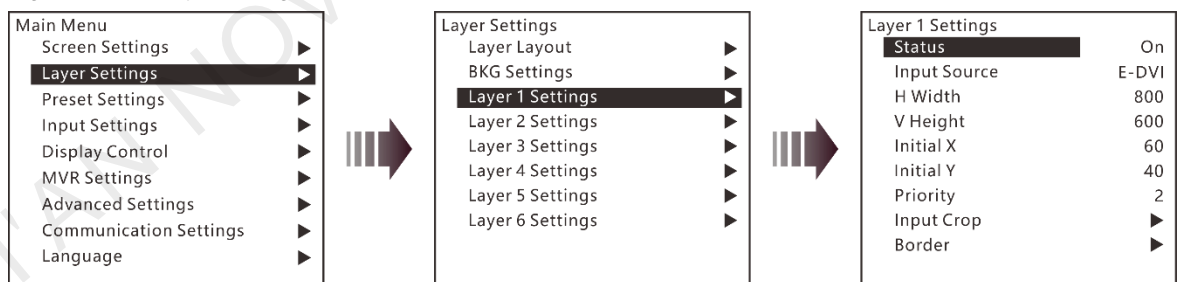 Main Menu
Screen Settings
Layer Settings
Preset Settings
Input Settings
Display Control
MVR Settings
Advanced Settings
Communication Settings
Language
Layer Settings
Layer Layout
BKG Settings
Layer 1 Settings
Layer 2 Settings
Layer 3 Settings
Layer 4 Settings
Layer 5 Settings
Layer 6 Settings
Layer 1 Settings
Status On
Input Source E-DVI
H Width 800
V Height 600
Initial X 60
Initial Y 40
Priority 2
Input Crop
Border